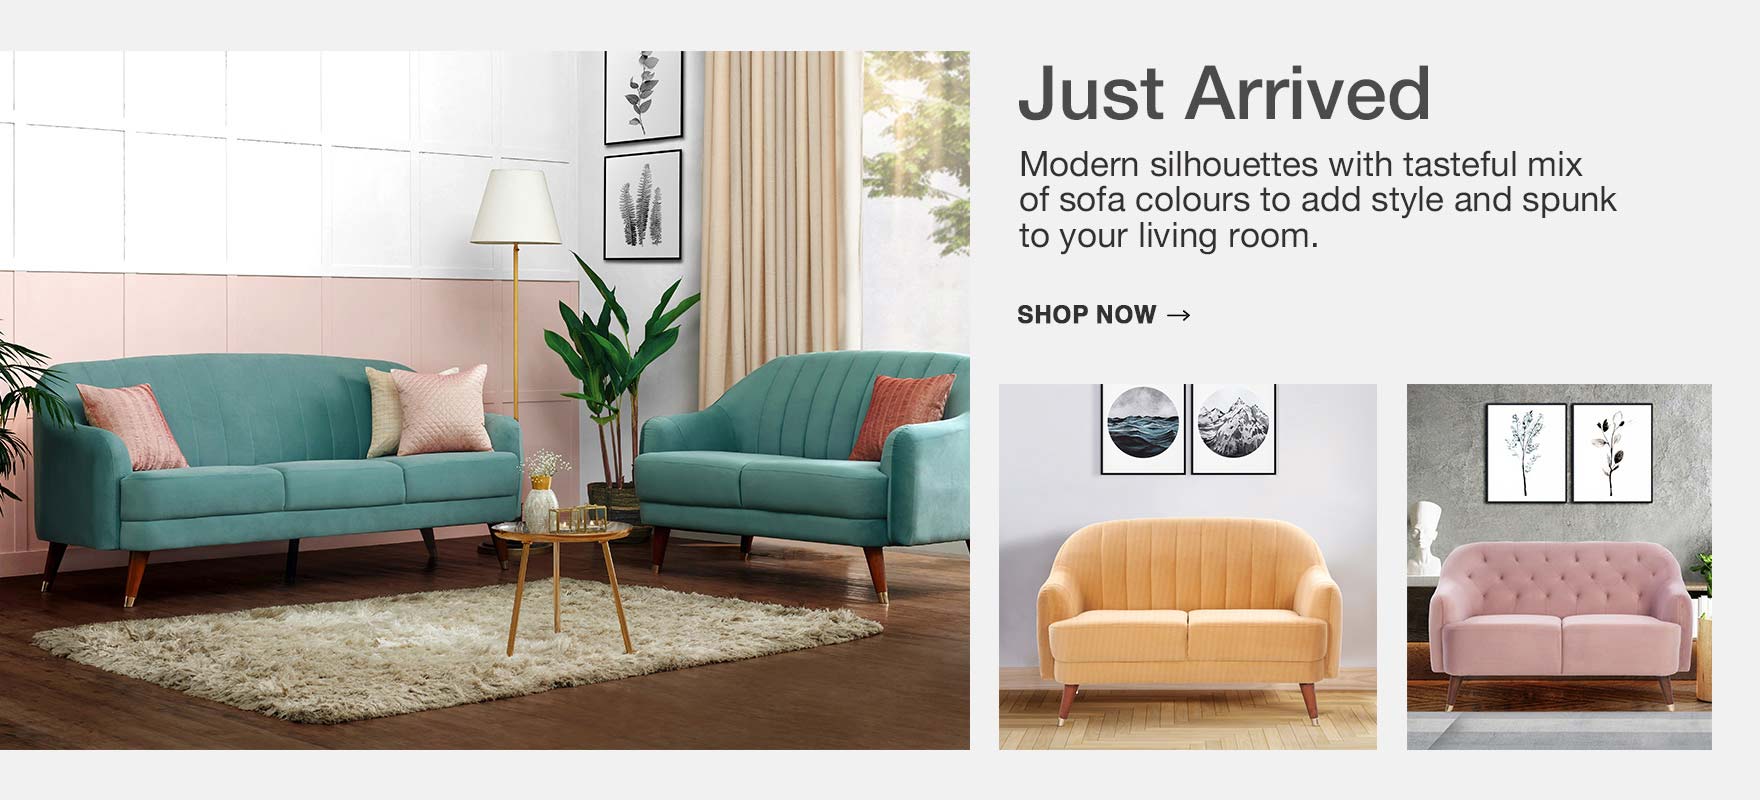 Just Arrived
Modern silhouettes with tasteful mix
of sofa colours to add style and spunk
to your living room.
SHOP NOW →